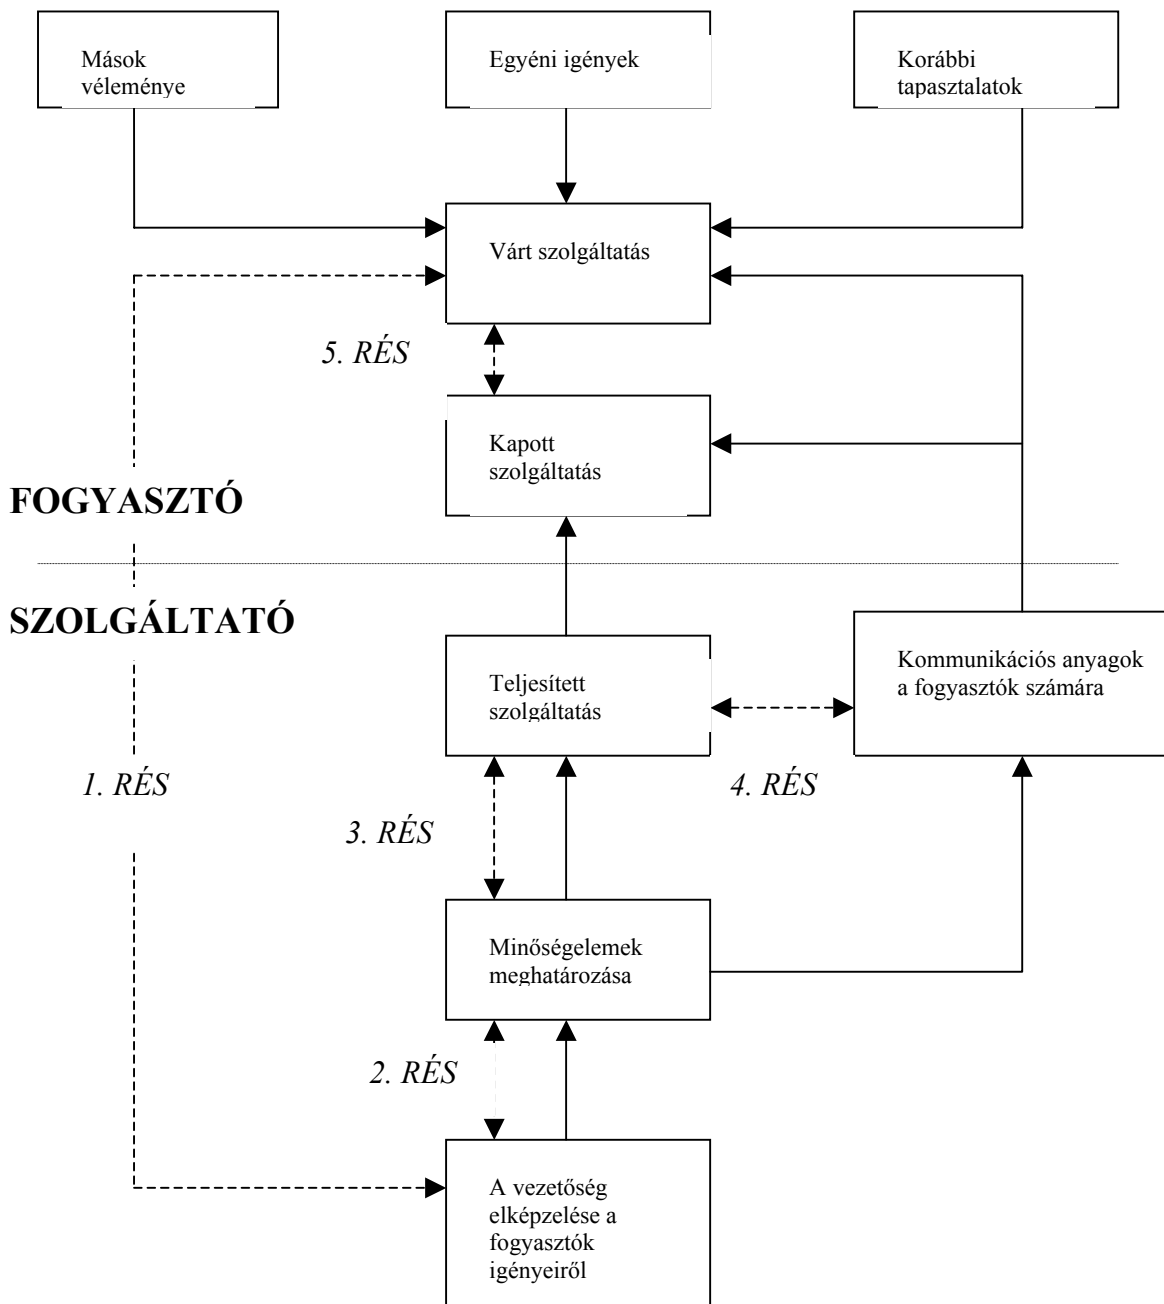 Mások
véleménye
Egyéni igények
Korábbi
tapasztalatok
Várt szolgáltatás
5. RÉS
Kapott
szolgáltatás
FOGYASZTÓ
SZOLGÁLTATÓ
Teljesített
szolgáltatás
Kommunikációs anyagok
a fogyasztók számára
1. RÉS
4. RÉS
3. RÉS
Minőségelemek
meghatározása
2. RÉS
A vezetőség
elképzelése a
fogyasztók
igényeiről